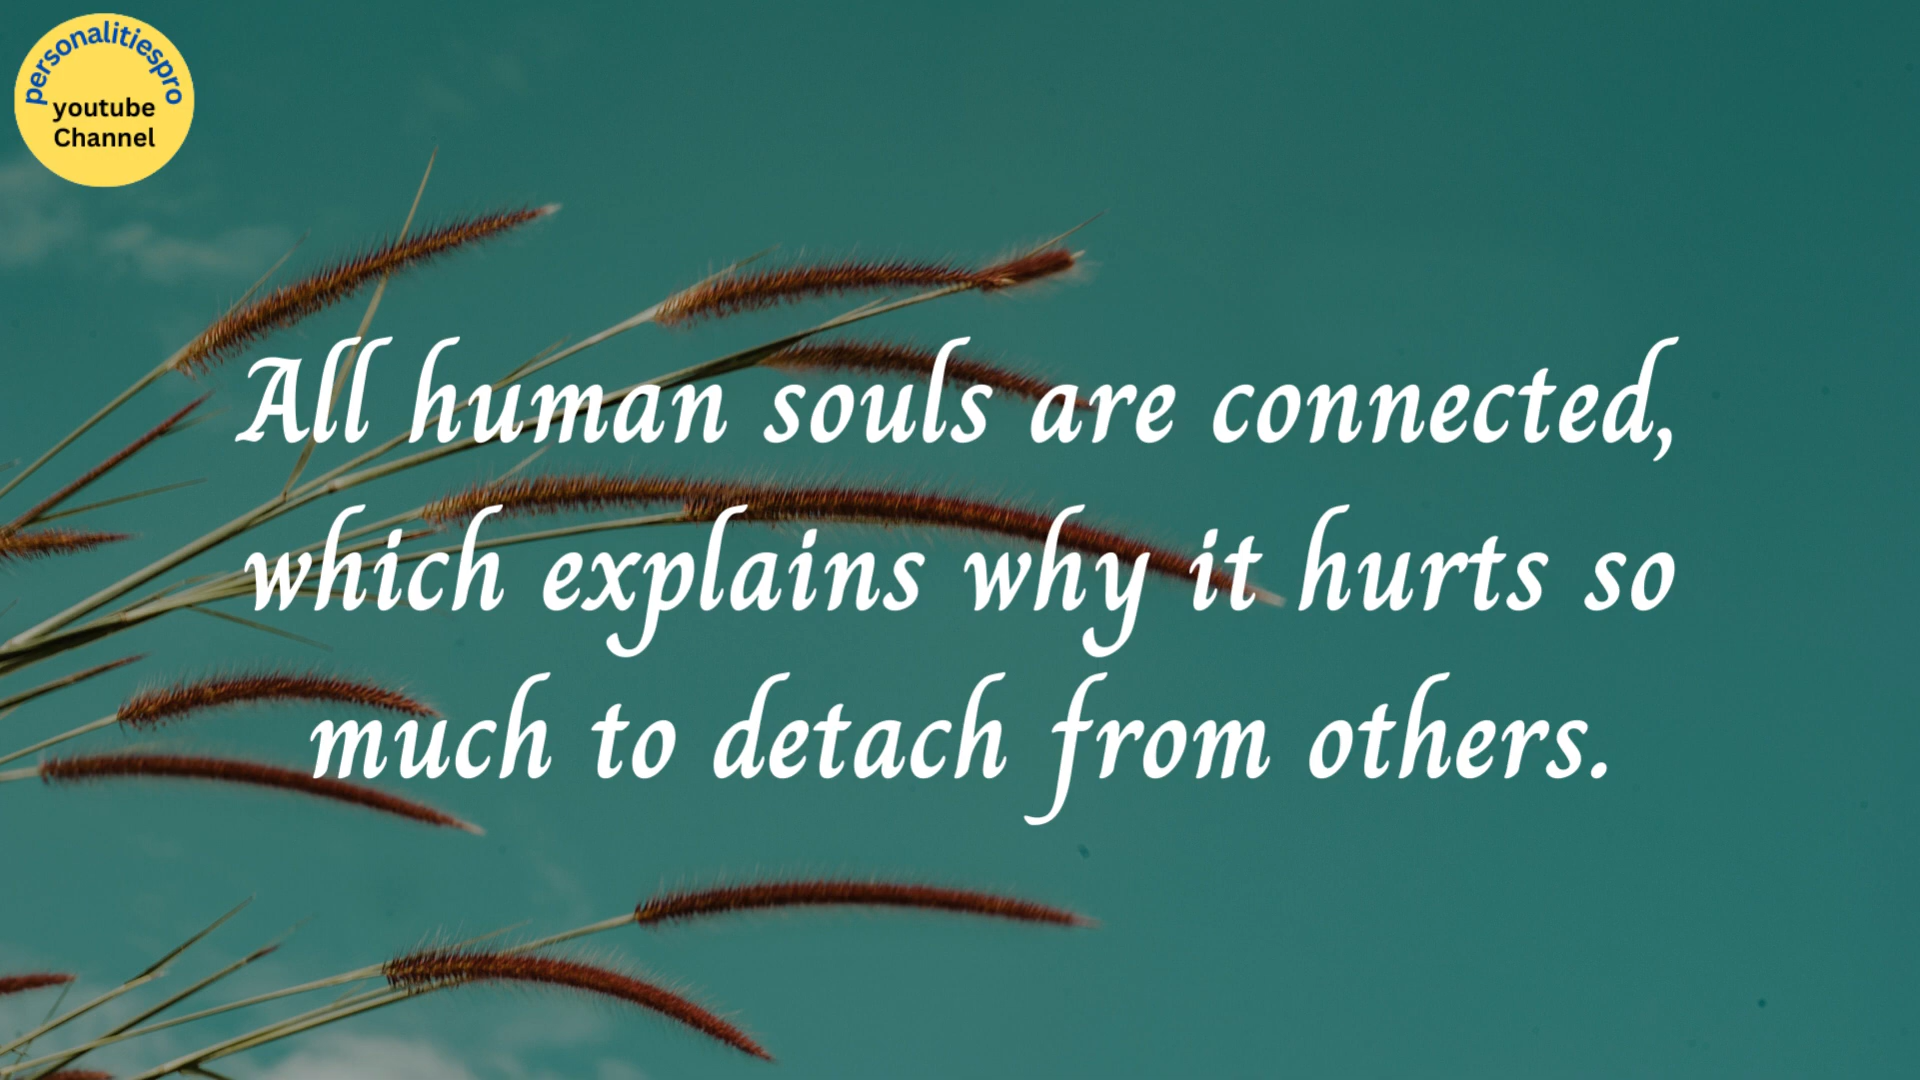 personalitiespro
youtube
Channel
All human souls are connected,
which explains why it hurts so
much to detach from others.